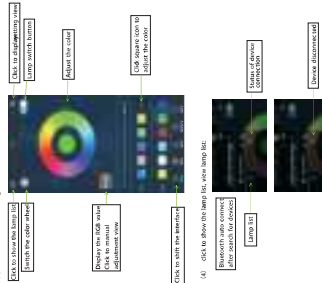 Click to show the lamp list
Switch the color wheel
Display the RGB value
Click to manual
adjustment view
Click to shift the interface
Click to display setting view
Lamp switch button
Adjust the color
Click square icon to
adjust the color
(4) click to show the lamp list, view lamp list:
Bluetooth auto connect
after search for devices
Lamp list
Status of device
connection
Device disconnected